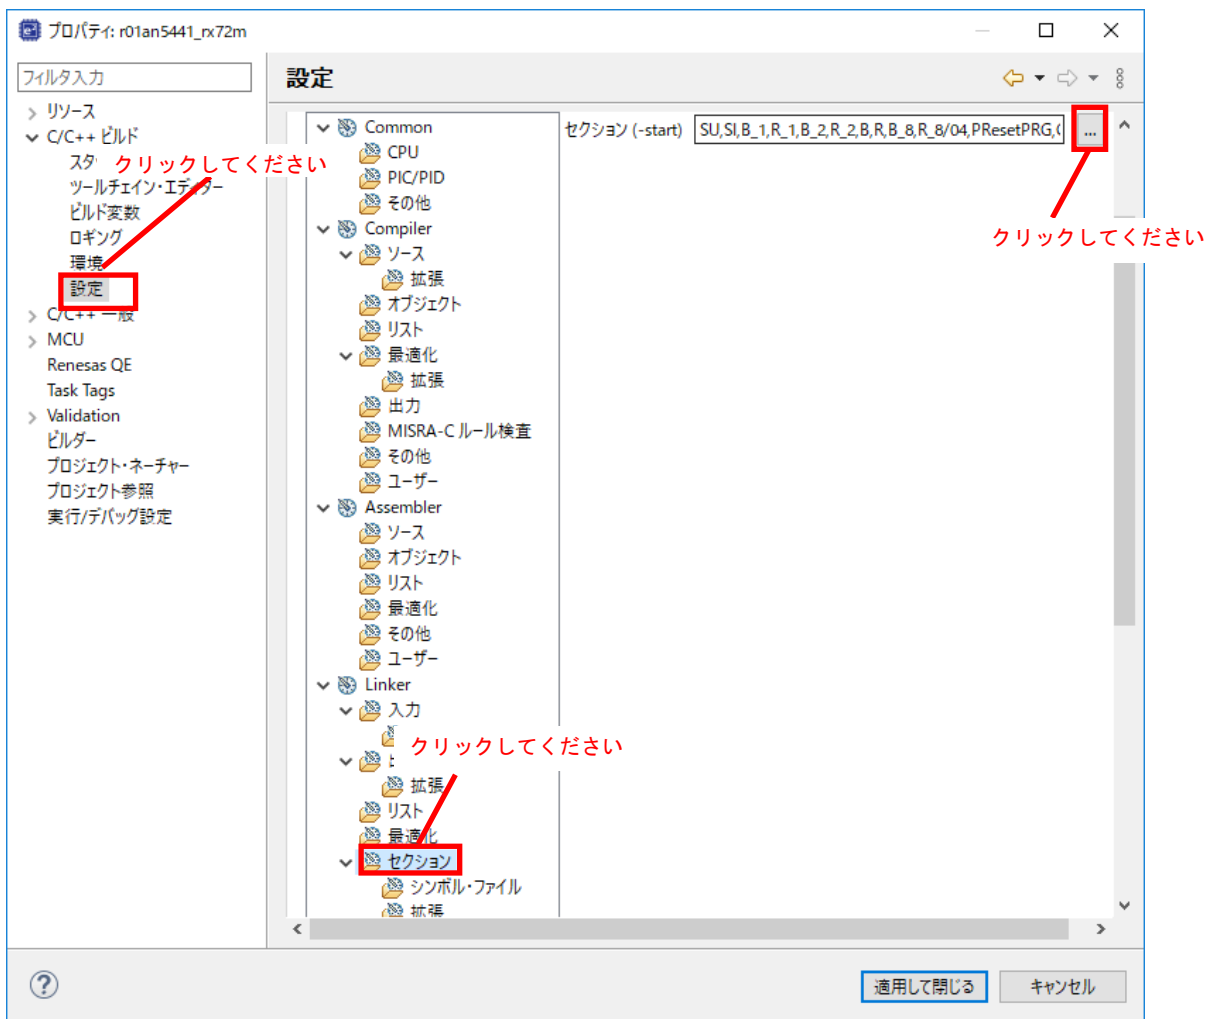 プロパティ: r01an5441_rx72m
フィルタ入力
リソース
C/C++ ビルド
スタ
クリックしてください
ツールチェイン・エディター
ビルド変数
ロギング
環境
設定
C/C++ 一般
MCU
Renesas QE
Task Tags
Validation
ビルダー
プロジェクト・ネーチャー
プロジェクト参照
実行/デバッグ設定
設定
Common
CPU
PIC/PID
その他
Compiler
ソース
拡張
オブジェクト
リスト
最適化
拡張
出力
MISRA-C ルール検査
その他
ユーザー
Assembler
ソース
オブジェクト
リスト
最適化
その他
ユーザー
Linker
入力
クリックしてください
拡張
リスト
最適化
セクション
シンボル・ファイル
拡張
セクション (-start)
SU,SI,B_1,R_1,B_2,R_2,B,R,B_8,R_8/04,PResetPRG,
...
クリックしてください
適用して閉じる
キャンセル